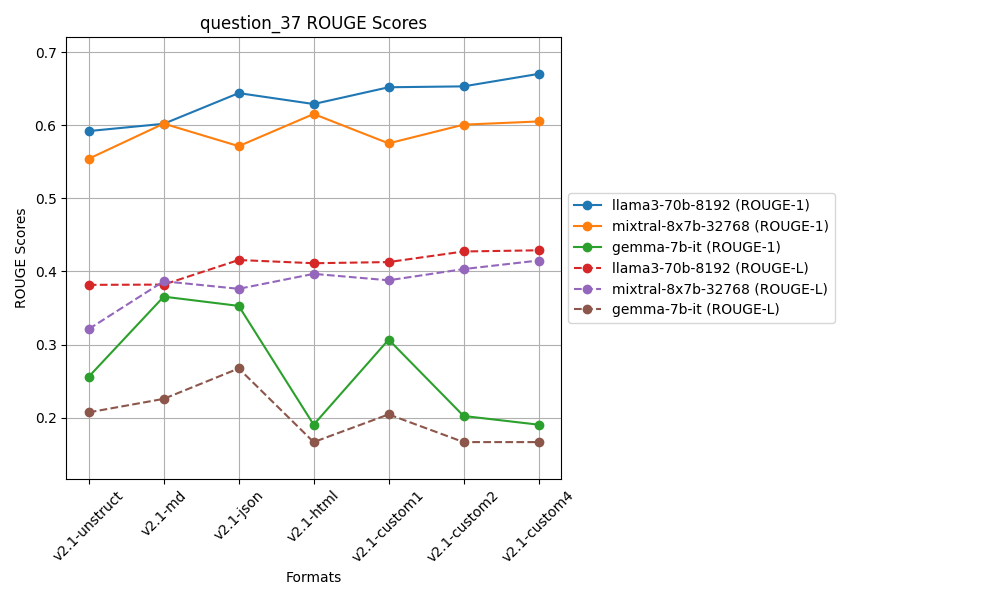 question_37 ROUGE Scores
ROUGE Scores
0.7
0.6
0.5
0.4
0.3
0.2
v2.1-unstruct
v2.1-md
v2.1-json
v2.1-html
v2.1-custom1
v2.1-custom2
v2.1-custom4
Formats
llama3-70b-8192 (ROUGE-1)
mixtral-8x7b-32768 (ROUGE-1)
gemma-7b-it (ROUGE-1)
llama3-70b-8192 (ROUGE-L)
mixtral-8x7b-32768 (ROUGE-L)
gemma-7b-it (ROUGE-L)